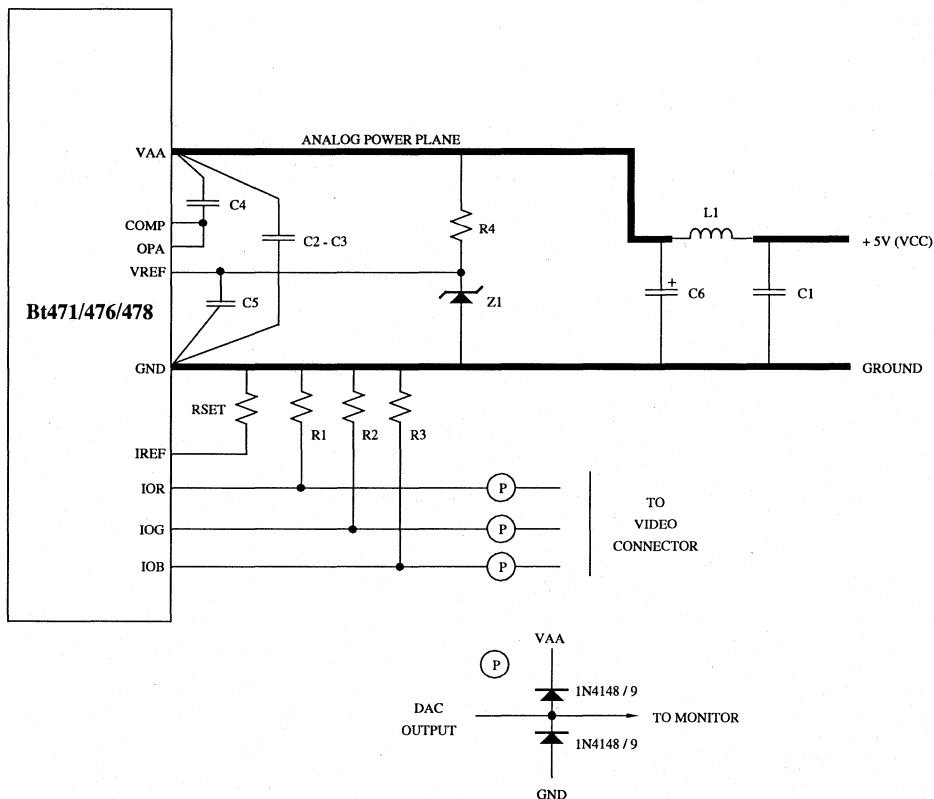 ANALOG POWER PLANE
VAA
C4
COMP
OPA
C2 - C3
R4
L1
+ 5V (VCC)
VREF
C5
Z1
+
C6
C1
Bt471/476/478
GND
GROUND
RSET
R1
R2
R3
IREF
IOR
P
IOG
P
IOB
P
TO
VIDEO
CONNECTOR
P
VAA
1N4148 / 9
DAC
OUTPUT
TO MONITOR
1N4148 / 9
GND